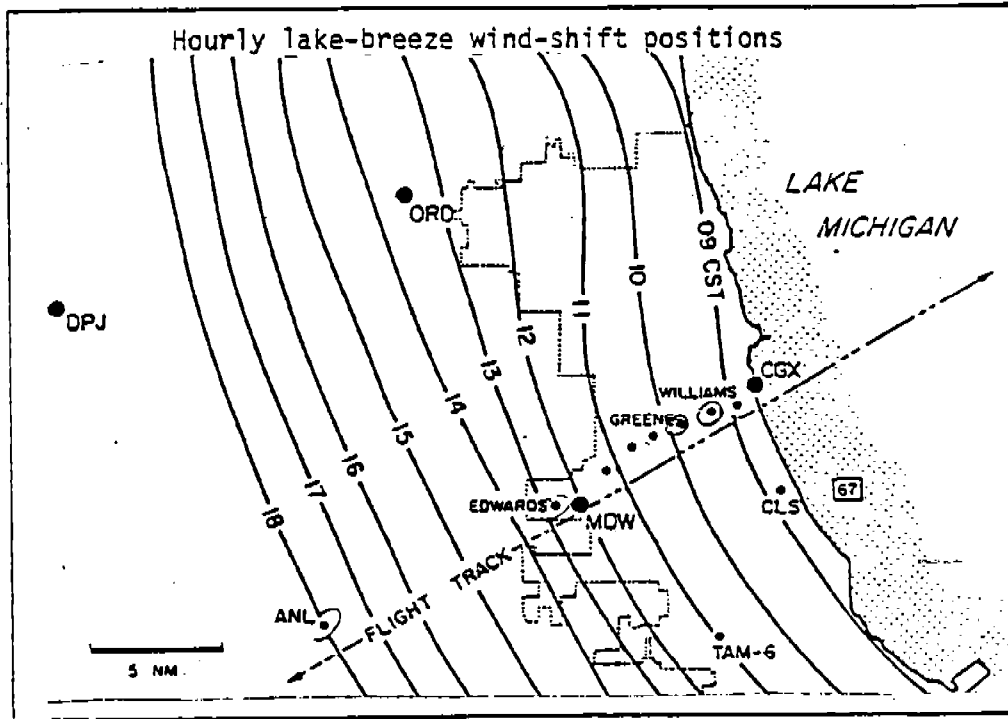 Hourly lake-breeze wind-shift positions
LAKE
MICHIGAN
ORD
DPJ
09 CST
10
11
12
13
14
15
16
17
18
CGX
WILLIAMS
GREENE
EDWARDS
MDW
CLS
67
FLIGHT TRACK
ANL
TAM-6
5 NM